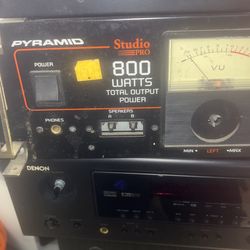 PYRAMID
Studio
PRO
POWER
800
WATTS
TOTAL OUTPUT
POWER
VU
PHONES
SPEAKERS
A B
MIN LEFT MAX
DENON